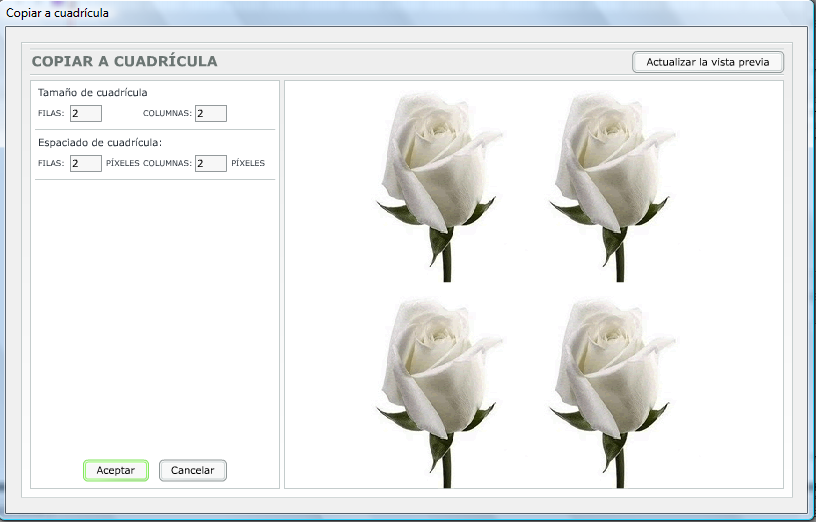 Copiar a cuadrícula
COPIAR A CUADRÍCULA
Actualizar la vista previa
Tamaño de cuadrícula
FILAS: 2 COLUMNAS: 2
Espaciado de cuadrícula:
FILAS: 2 PÍXELES COLUMNAS: 2 PÍXELES
Aceptar Cancelar